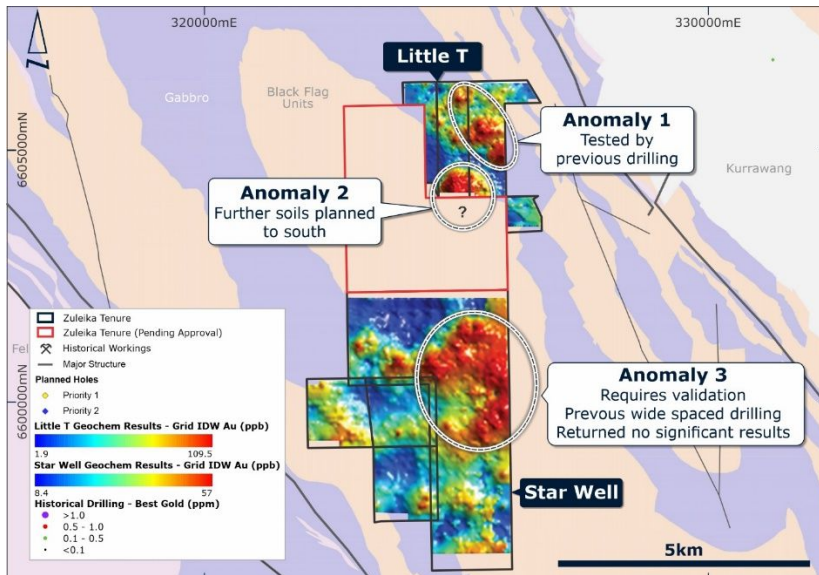 320000mE
330000mE
6605000mN
6600000mN
Little T
Gabbro
Black Flag
Units
Anomaly 1
Tested by
previous drilling
Kurrawang
Anomaly 2
Further soils planned
to south
?
Zuleika Tenure
Zuleika Tenure (Pending Approval)
Historical Workings
Major Structure
Planned Holes
Priority 1
Priority 2
Little T Geochem Results - Grid IDW Au (ppb)
1.9
109.5
Star Well Geochem Results - Grid IDW Au (ppb)
8.4
57
Historical Drilling - Best Gold (ppm)
>1.0
0.5 - 1.0
0.1 - 0.5
<0.1
Fel
Anomaly 3
Requires validation
Prevous wide spaced drilling
Returned no significant results
Star Well
5km